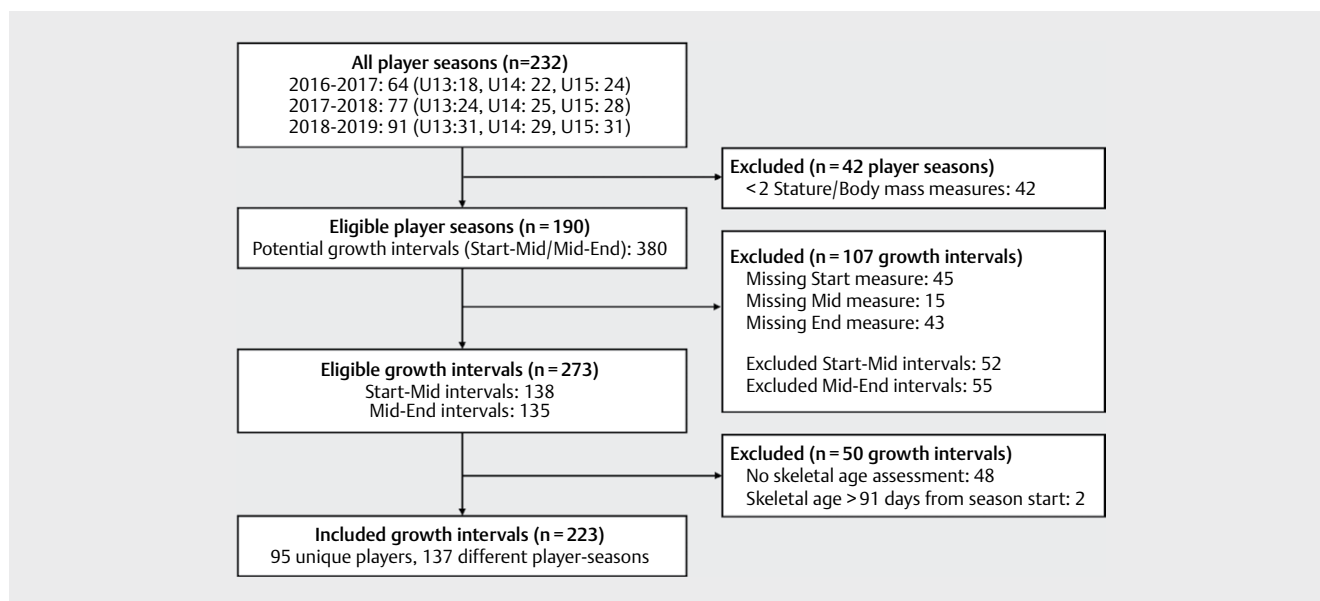 All player seasons (n=232)
2016-2017: 64 (U13:18, U14: 22, U15: 24)
2017-2018: 77 (U13:24, U14: 25, U15: 28)
2018-2019: 91 (U13:31, U14: 29, U15: 31)
Excluded (n = 42 player seasons)
<2 Stature/Body mass measures: 42
Eligible player seasons (n = 190)
Potential growth intervals (Start-Mid/Mid-End): 380
Excluded (n = 107 growth intervals)
Missing Start measure: 45
Missing Mid measure: 15
Missing End measure: 43
Excluded Start-Mid intervals: 52
Excluded Mid-End intervals: 55
Eligible growth intervals (n = 273)
Start-Mid intervals: 138
Mid-End intervals: 135
Excluded (n = 50 growth intervals)
No skeletal age assessment: 48
Skeletal age >91 days from season start: 2
Included growth intervals (n = 223)
95 unique players, 137 different player-seasons